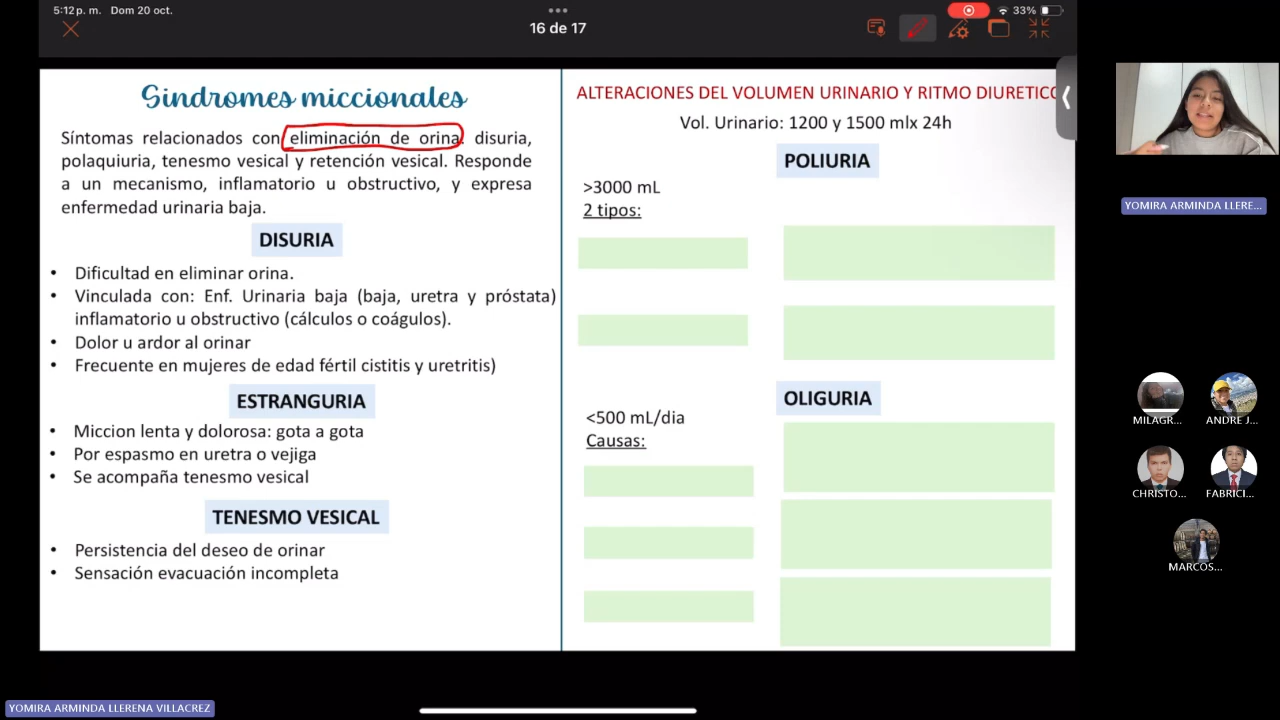 5:12 p. m. Dom 20 oct.
33%
16 de 17
Síndromes miccionales
Síntomas relacionados con eliminación de orina. disuria,
polaquiuria, tenesmo vesical y retención vesical. Responde
a un mecanismo, inflamatorio u obstructivo, y expresa
enfermedad urinaria baja.
DISURIA
• Dificultad en eliminar orina.
• Vinculada con: Enf. Urinaria baja (baja, uretra y próstata)
inflamatorio u obstructivo (cálculos o coágulos).
• Dolor u ardor al orinar
• Frecuente en mujeres de edad fértil cistitis y uretritis)
ESTRANGURIA
• Miccion lenta y dolorosa: gota a gota
• Por espasmo en uretra o vejiga
• Se acompaña tenesmo vesical
TENESMO VESICAL
• Persistencia del deseo de orinar
• Sensación evacuación incompleta
ALTERACIONES DEL VOLUMEN URINARIO Y RITMO DIURETICO
Vol. Urinario: 1200 y 1500 mlx 24h
POLIURIA
>3000 mL
2 tipos:
OLIGURIA
<500 mL/dia
Causas:
YOMIRA ARMINDA LLERE...
MILAGR...
ANDRE J...
CHRISTO...
FABRICI...
MARCOS...
YOMIRA ARMINDA LLERENA VILLACREZ